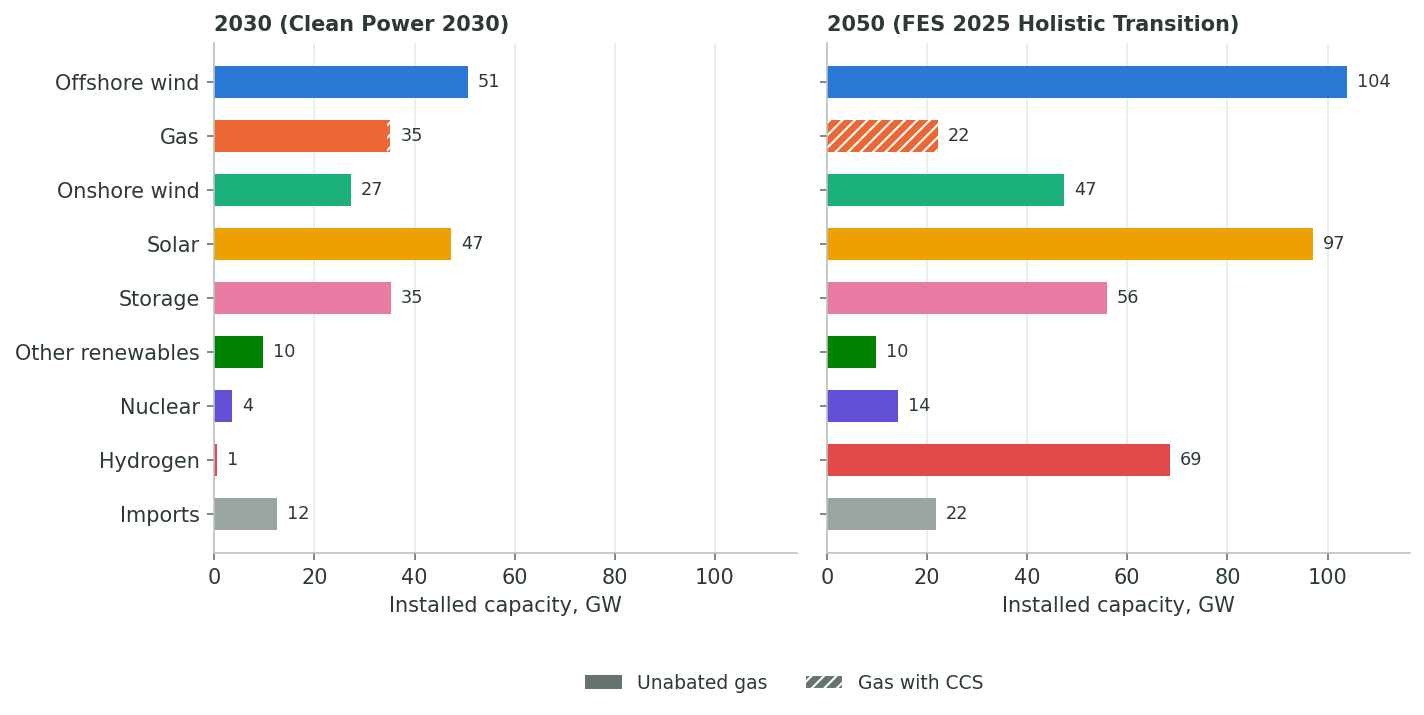 2030 (Clean Power 2030)
Offshore wind 51
Gas 35
Onshore wind 27
Solar 47
Storage 35
Other renewables 10
Nuclear 4
Hydrogen 1
Imports 12
0 20 40 60 80 100
Installed capacity, GW
2050 (FES 2025 Holistic Transition)
104
22
47
97
56
10
14
69
22
0 20 40 60 80 100
Installed capacity, GW
Unabated gas Gas with CCS